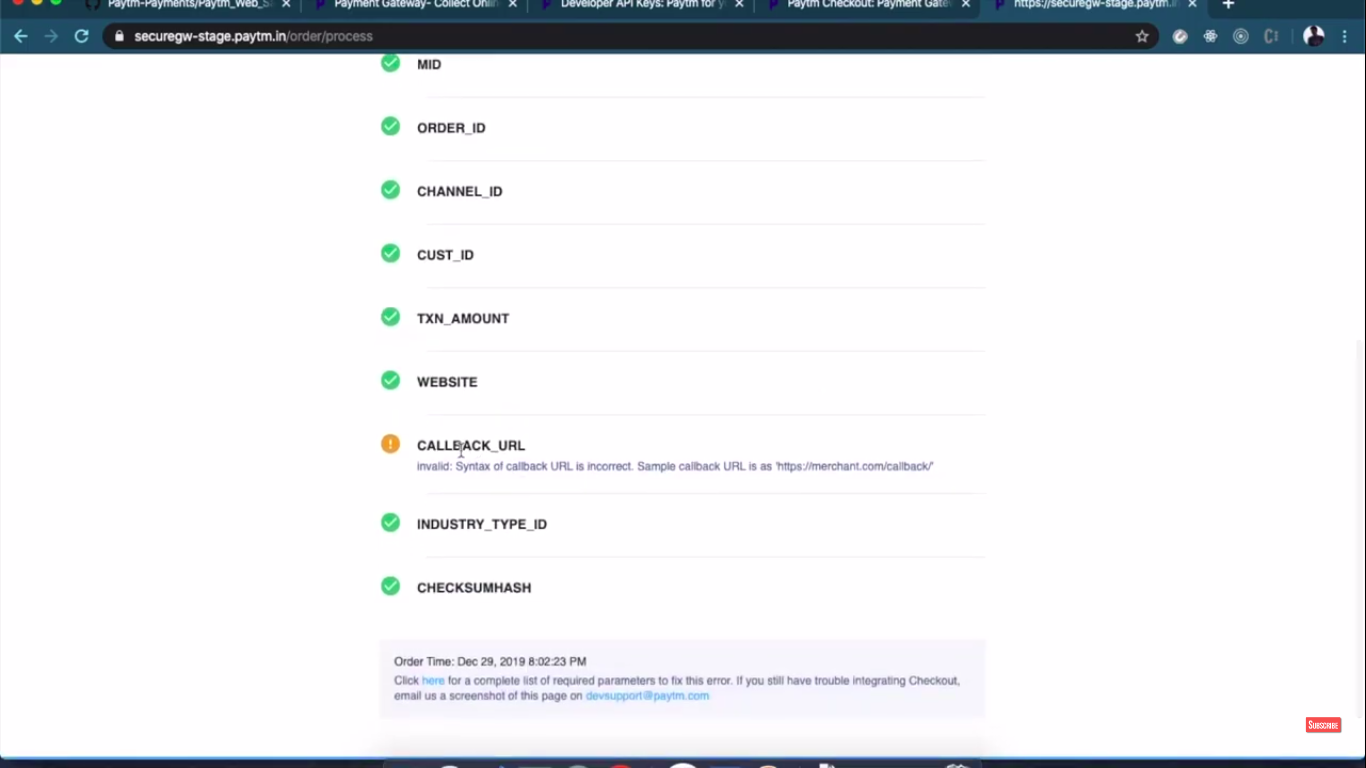 Paytm-Payments/Paytm_Web_S
Payment Gateway- Collect Onlin
Developer API Keys: Paytm for y
Paytm Checkout: Payment Gate
https://securegw-stage.paytm.in
securegw-stage.paytm.in/order/process
MID
ORDER_ID
CHANNEL_ID
CUST_ID
TXN_AMOUNT
WEBSITE
CALLBACK_URL
invalid: Syntax of callback URL is incorrect. Sample callback URL is as 'https://merchant.com/callback/'
INDUSTRY_TYPE_ID
CHECKSUMHASH
Order Time: Dec 29, 2019 8:02:23 PM
Click here for a complete list of required parameters to fix this error. If you still have trouble integrating Checkout,
email us a screenshot of this page on devsupport@paytm.com
SUBSCRIBE